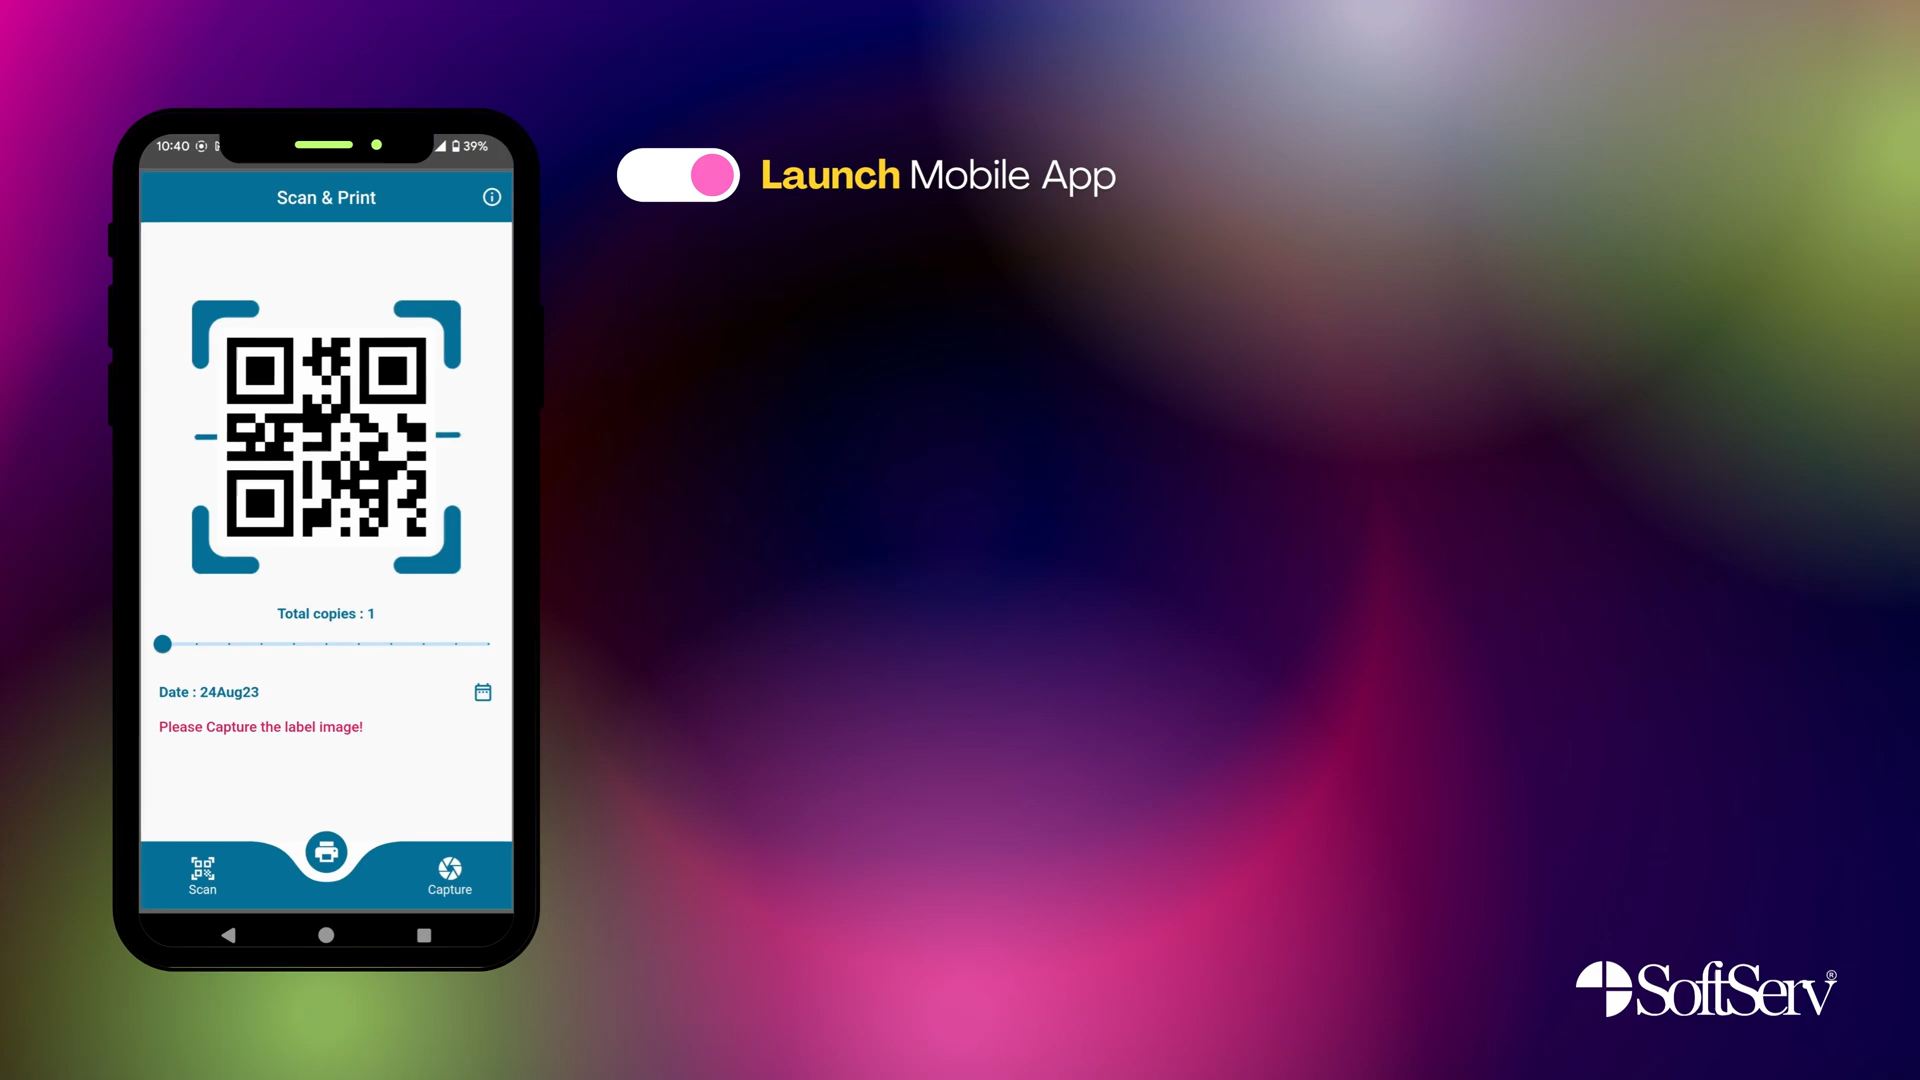 10:40
39%
Scan & Print
Total copies : 1
Date : 24Aug23
Please Capture the label image!
Scan
Capture
Launch Mobile App
SoftServ®